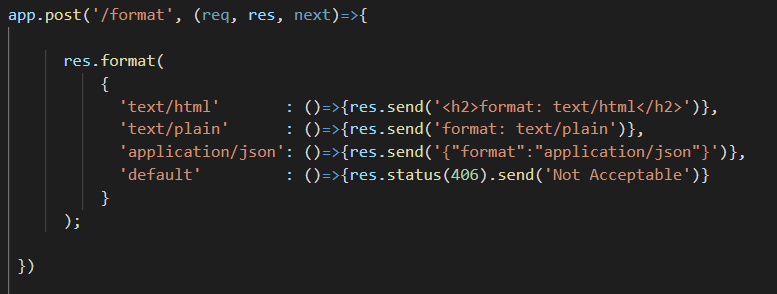 app.post('/format', (req, res, next)=>{
res.format(
{
'text/html' : ()=>{res.send('<h2>format: text/html</h2>')},
'text/plain' : ()=>{res.send('format: text/plain')},
'application/json': ()=>{res.send('{"format":"application/json"}')},
'default' : ()=>{res.status(406).send('Not Acceptable')}
}
);
})